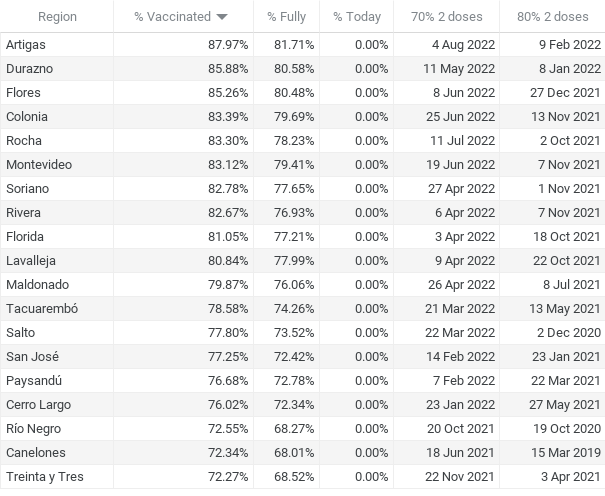 Region % Vaccinated % Fully % Today 70% 2 doses 80% 2 doses
Artigas 87.97% 81.71% 0.00% 4 Aug 2022 9 Feb 2022
Durazno 85.88% 80.58% 0.00% 11 May 2022 8 Jan 2022
Flores 85.26% 80.48% 0.00% 8 Jun 2022 27 Dec 2021
Colonia 83.39% 79.69% 0.00% 25 Jun 2022 13 Nov 2021
Rocha 83.30% 78.23% 0.00% 11 Jul 2022 2 Oct 2021
Montevideo 83.12% 79.41% 0.00% 19 Jun 2022 7 Nov 2021
Soriano 82.78% 77.65% 0.00% 27 Apr 2022 1 Nov 2021
Rivera 82.67% 76.93% 0.00% 6 Apr 2022 7 Nov 2021
Florida 81.05% 77.21% 0.00% 3 Apr 2022 18 Oct 2021
Lavalleja 80.84% 77.99% 0.00% 9 Apr 2022 22 Oct 2021
Maldonado 79.87% 76.06% 0.00% 26 Apr 2022 8 Jul 2021
Tacuarembó 78.58% 74.26% 0.00% 21 Mar 2022 13 May 2021
Salto 77.80% 73.52% 0.00% 22 Mar 2022 2 Dec 2020
San José 77.25% 72.42% 0.00% 14 Feb 2022 23 Jan 2021
Paysandú 76.68% 72.78% 0.00% 7 Feb 2022 22 Mar 2021
Cerro Largo 76.02% 72.34% 0.00% 23 Jan 2022 27 May 2021
Río Negro 72.55% 68.27% 0.00% 20 Oct 2021 19 Oct 2020
Canelones 72.34% 68.01% 0.00% 18 Jun 2021 15 Mar 2019
Treinta y Tres 72.27% 68.52% 0.00% 22 Nov 2021 3 Apr 2021